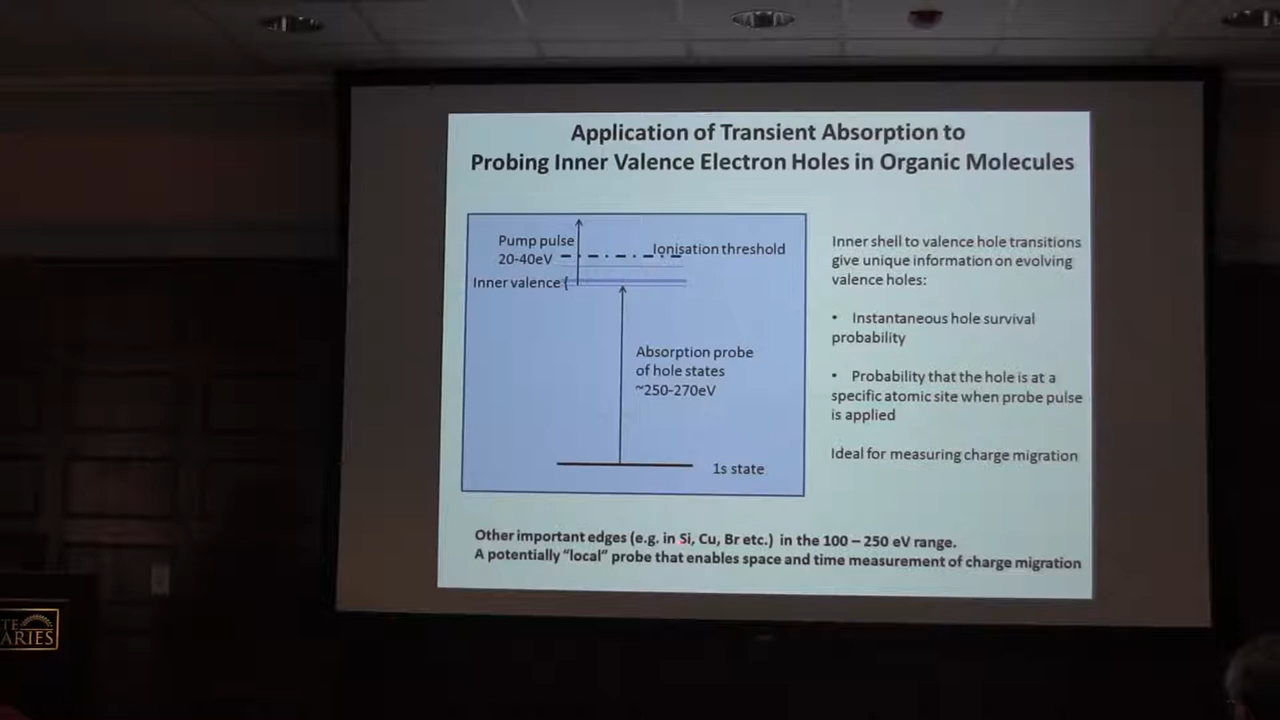 Application of Transient Absorption to
Probing Inner Valence Electron Holes in Organic Molecules
Pump pulse
20-40eV
Ionisation threshold
Inner valence {
Absorption probe
of hole states
~250-270eV
1s state
Inner shell to valence hole transitions
give unique information on evolving
valence holes:
• Instantaneous hole survival
probability
• Probability that the hole is at a
specific atomic site when probe pulse
is applied
Ideal for measuring charge migration
Other important edges (e.g. in Si, Cu, Br etc.) in the 100 – 250 eV range.
A potentially “local” probe that enables space and time measurement of charge migration
TE
ARIES